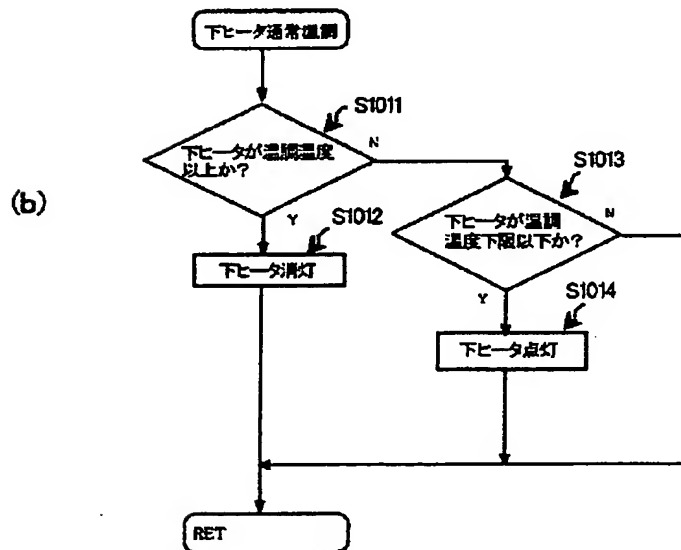 下ヒータ通常温調
S1011
N
下ヒータが温調温度
以上か?
S1013
(b)
Y
S1012
下ヒータが温調
温度下限以下か?
N
下ヒータ消灯
Y
S1014
下ヒータ点灯
RET